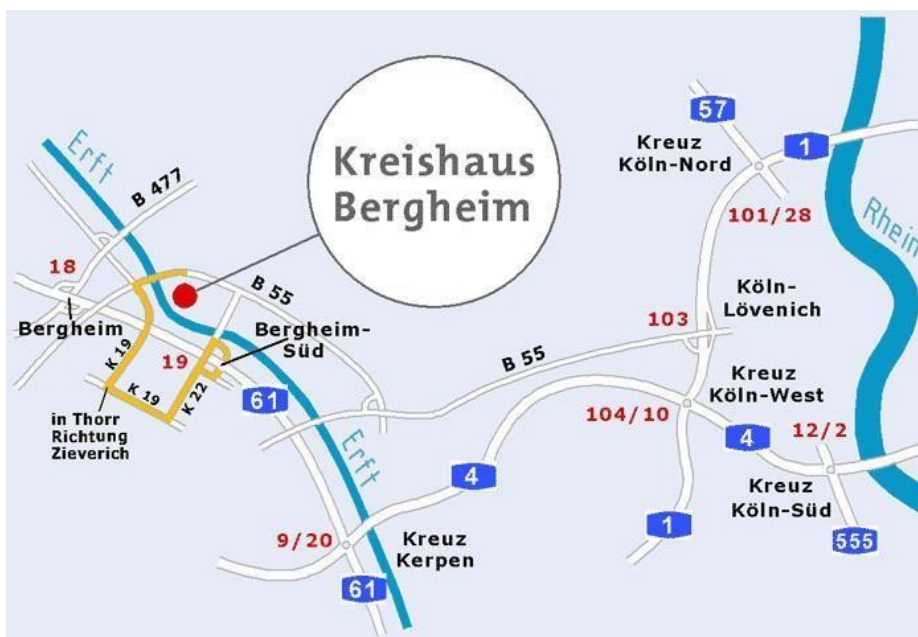 Kreishaus
Bergheim
57
1
Kreuz
Köln-Nord
101/28
Rhein
Erft
B 477
18
Bergheim
B 55
Bergheim-
Süd
K 19
19
K 19
K 22
in Thorr
Richtung
Zieverich
61
Köln-
Lövenich
103
B 55
Kreuz
Köln-West
104/10
4
12/2
Kreuz
Köln-Süd
555
1
4
Erft
9/20
Kreuz
Kerpen
61